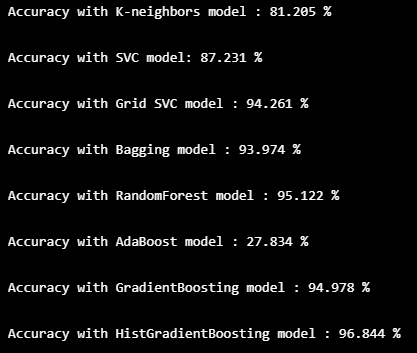 Accuracy with K-neighbors model : 81.205 %
Accuracy with SVC model: 87.231 %
Accuracy with Grid SVC model : 94.261 %
Accuracy with Bagging model : 93.974 %
Accuracy with RandomForest model : 95.122 %
Accuracy with AdaBoost model : 27.834 %
Accuracy with GradientBoosting model : 94.978 %
Accuracy with HistGradientBoosting model : 96.844 %